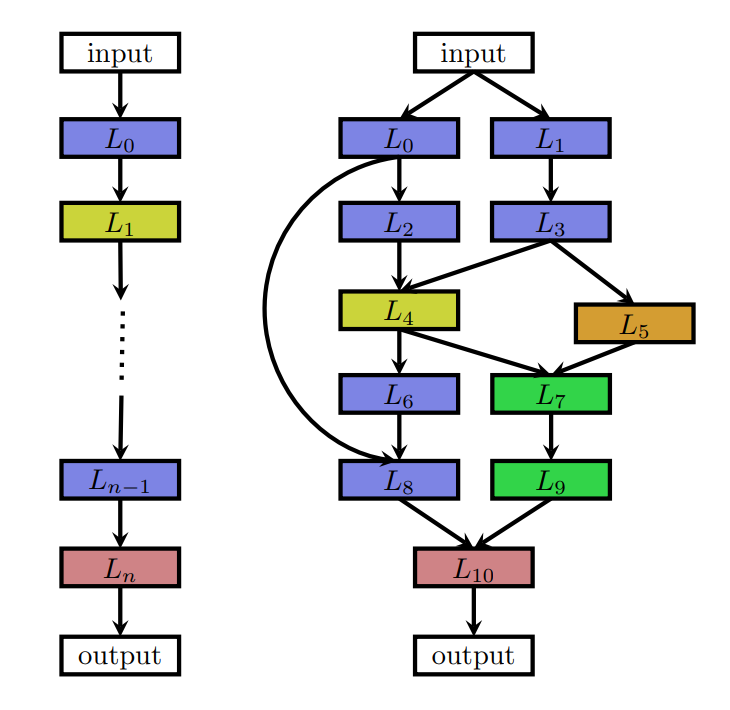 input
L₀
L₁
Lₙ₋₁
Lₙ
output
input
L₀
L₁
L₂
L₃
L₄
L₅
L₆
L₇
L₈
L₉
L₁₀
output